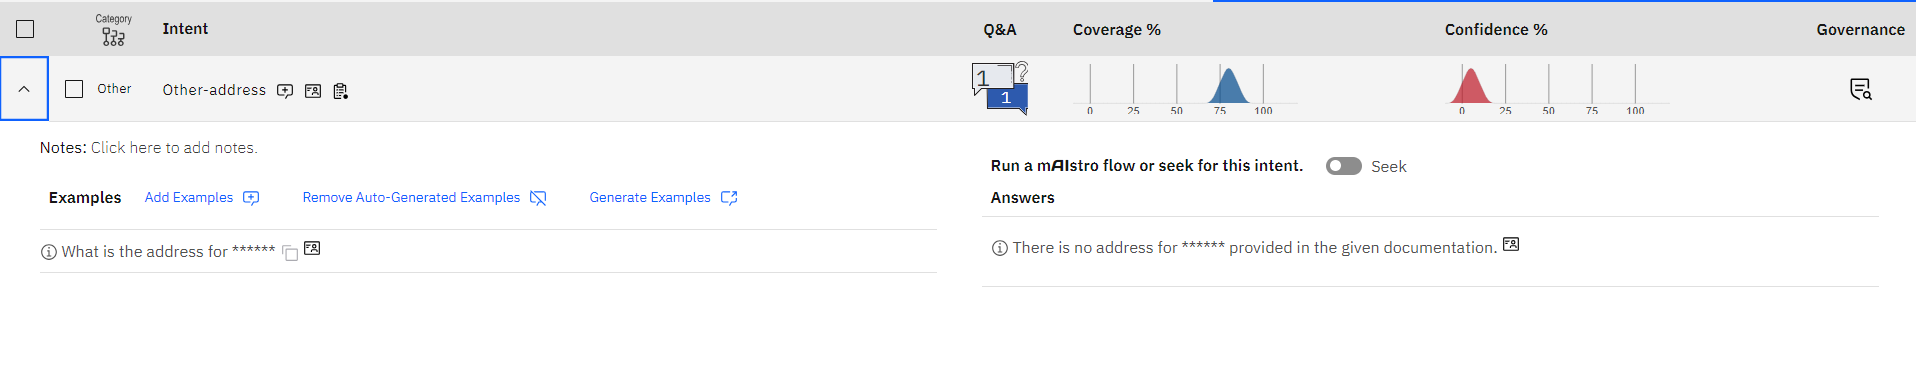 Category
Intent
Q&A
Coverage %
Confidence %
Governance
Other
Other-address
1
?
1
0 25 50 75 100
0 25 50 75 100
Notes: Click here to add notes.
Run a mAIstro flow or seek for this intent.
Seek
Examples
Add Examples
Remove Auto-Generated Examples
Generate Examples
Answers
What is the address for ******
There is no address for ****** provided in the given documentation.